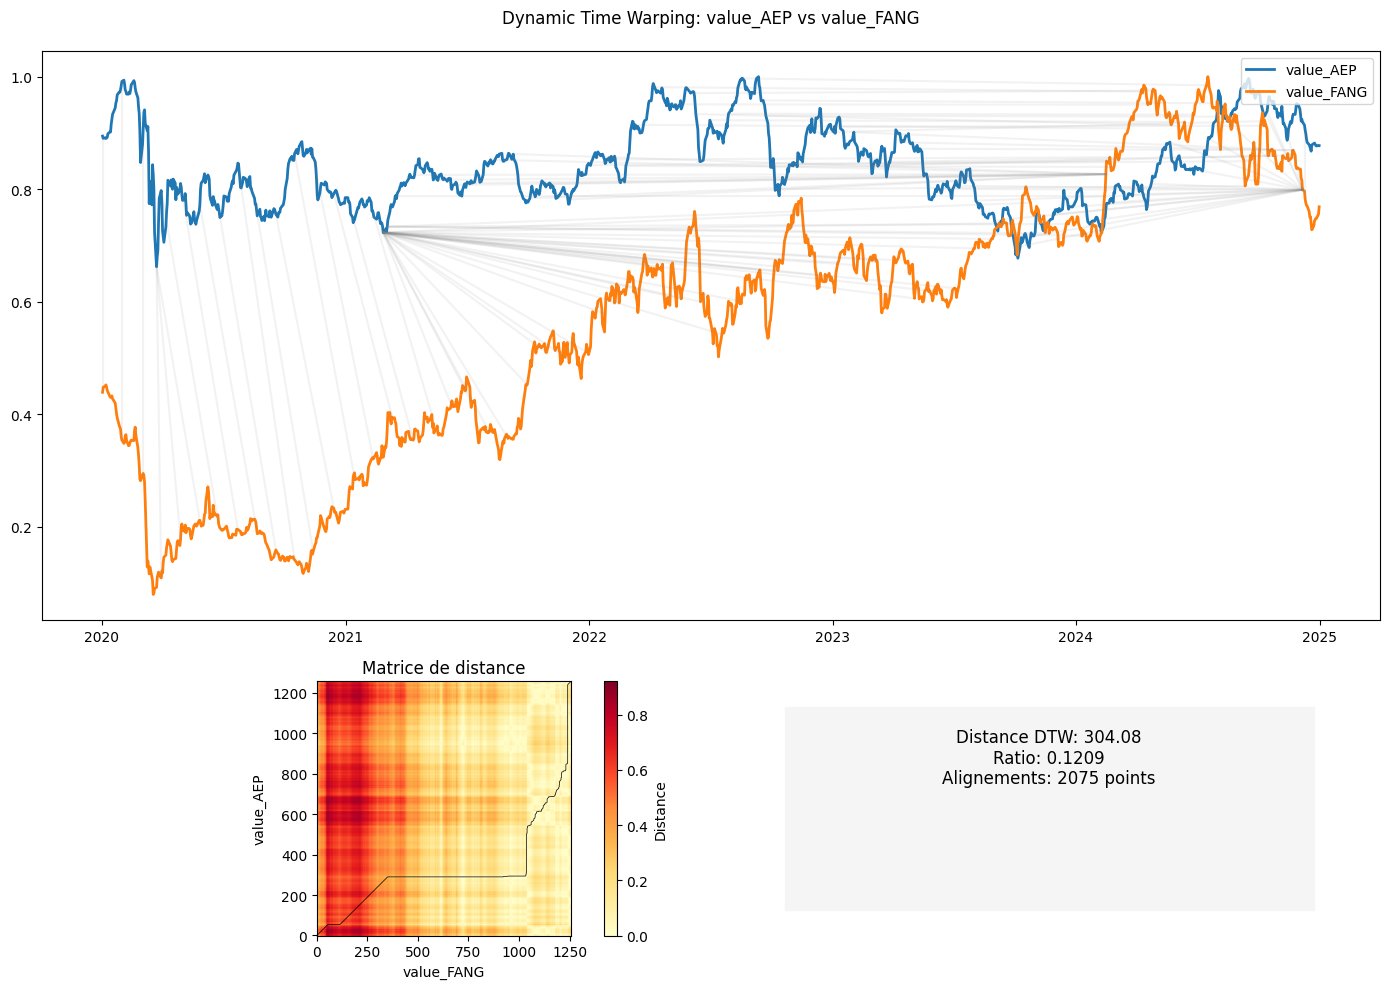 Dynamic Time Warping: value_AEP vs value_FANG
value_AEP
value_FANG
1.0
0.8
0.6
0.4
0.2
2020 2021 2022 2023 2024 2025
Matrice de distance
value_AEP
1200
1000
800
600
400
200
0
0 250 500 750 1000 1250
value_FANG
0.8
0.6
0.4
0.2
0.0
Distance
Distance DTW: 304.08
Ratio: 0.1209
Alignements: 2075 points